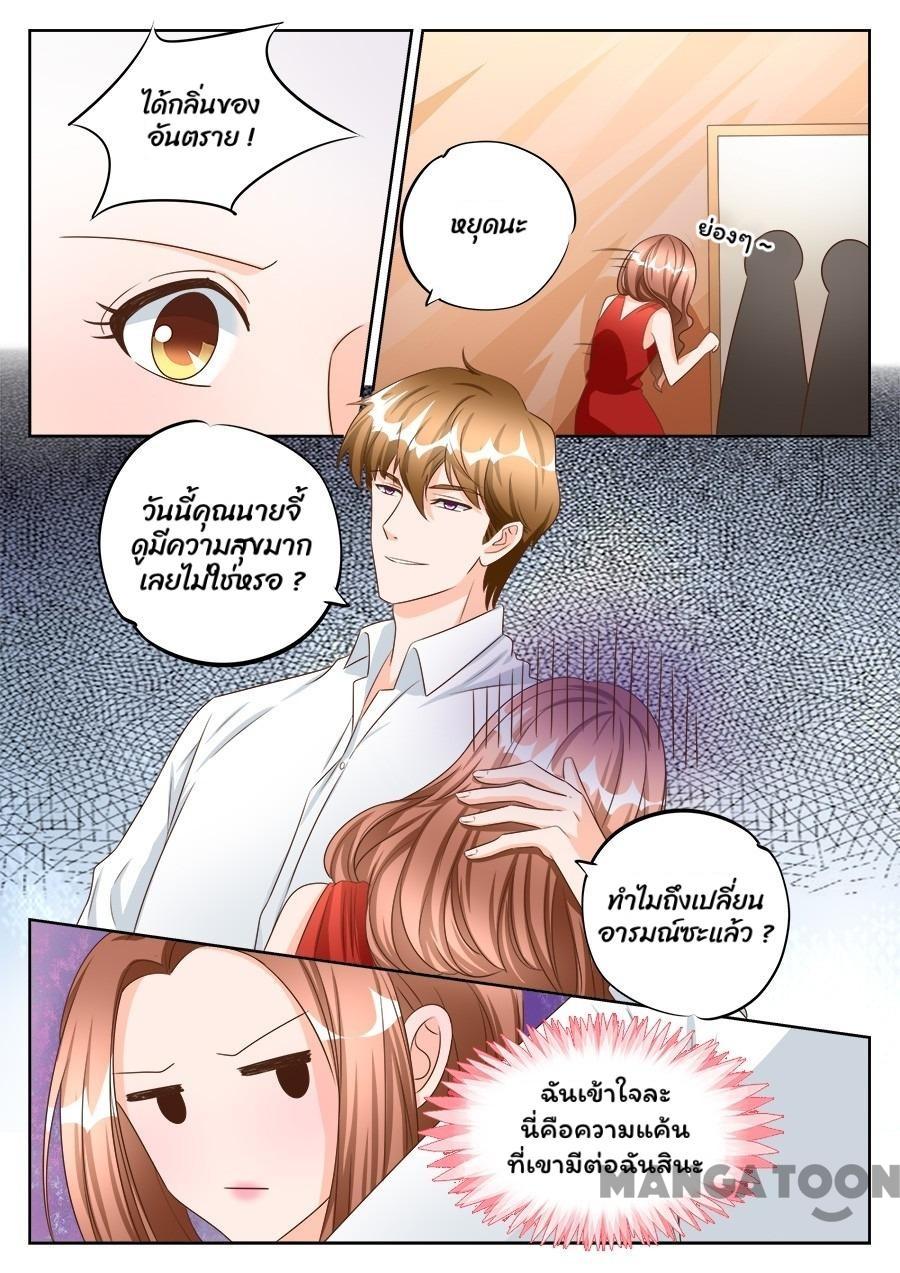 ได้กลิ่นของ
อันตราย !
หยุดนะ
ย่องๆ ~
วันนี้คุณนายจี้
ดูมีความสุขมาก
เลยไม่ใช่หรอ ?
ทำไมถึงเปลี่ยน
อารมณ์ซะแล้ว ?
ฉันเข้าใจละ
นี่คือความแค้น
ที่เขามีต่อฉันสินะ
MANGATOON